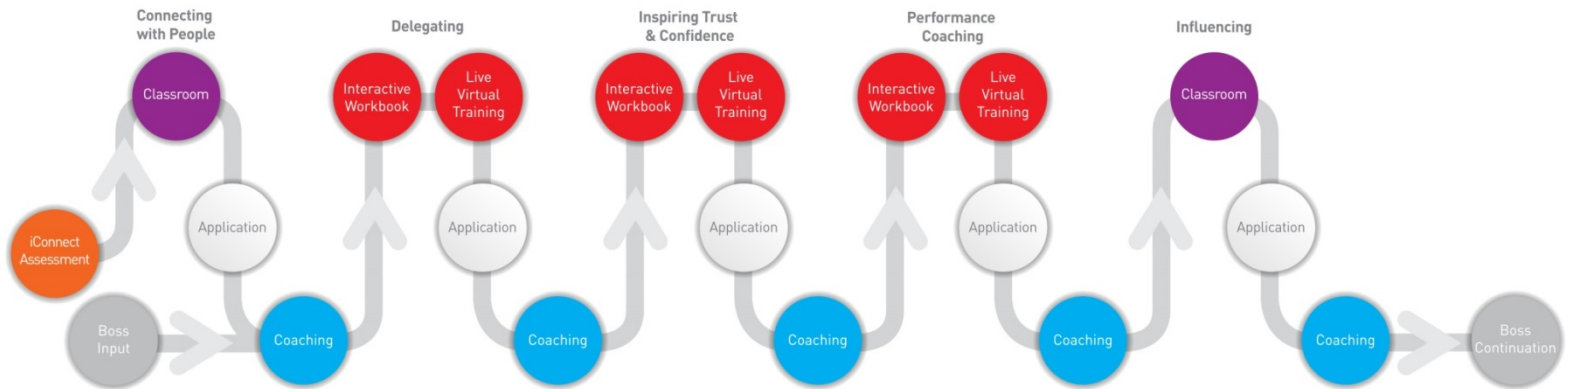 Connecting
with People
Delegating
Inspiring Trust
& Confidence
Performance
Coaching
Influencing
Classroom
Interactive
Workbook
Live
Virtual
Training
Interactive
Workbook
Live
Virtual
Training
Interactive
Workbook
Live
Virtual
Training
Classroom
iConnect
Assessment
Application
Application
Application
Application
Application
Boss
Input
Coaching
Coaching
Coaching
Coaching
Coaching
Boss
Continuation